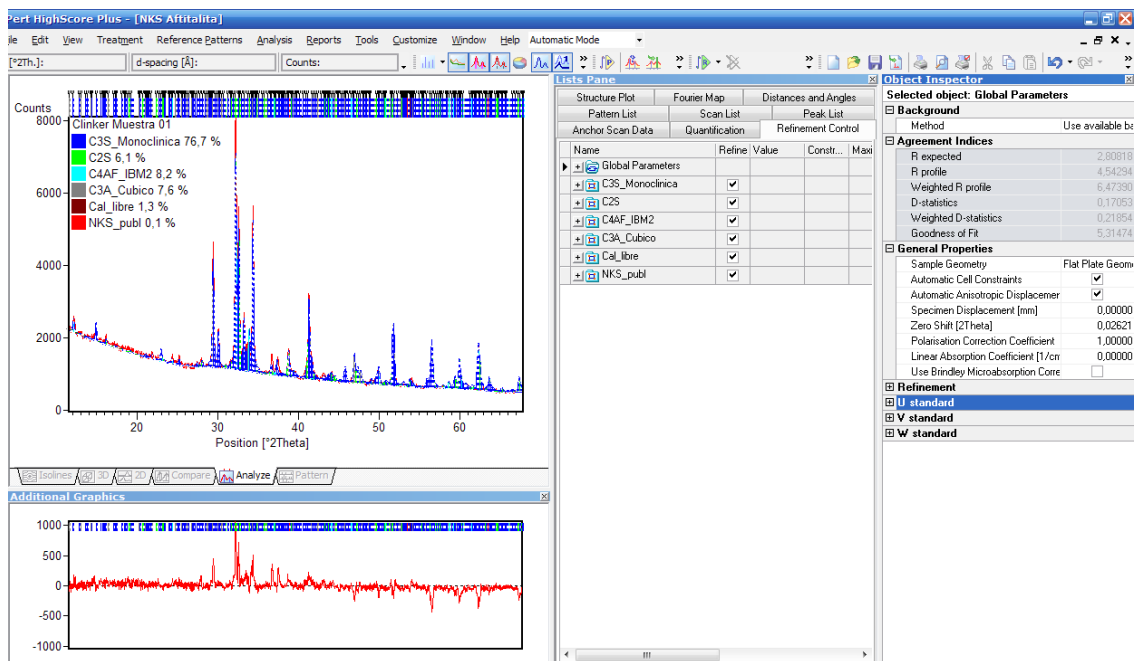 Pert HighScore Plus - [NKS Aftitalita]
ile Edit View Treatment Reference Patterns Analysis Reports Tools Customize Window Help Automatic Mode
[°2Th.]: d-spacing [Å]: Counts:
Lists Pane
Structure Plot Fourier Map Distances and Angles
Pattern List Scan List Peak List
Anchor Scan Data Quantification Refinement Control
Name Refine Value Constr... Maxi
Global Parameters
C3S_Monoclinica
C2S
C4AF_IBM2
C3A_Cubico
Cal_libre
NKS_publ
Object Inspector
Selected object: Global Parameters
Background
Method Use available ba
Agreement Indices
R expected 2,80818
R profile 4,54294
Weighted R profile 6,47390
D-statistics 0,17053
Weighted D-statistics 0,21854
Goodness of Fit 5,31474
General Properties
Sample Geometry Flat Plate Geome
Automatic Cell Constraints
Automatic Anisotropic Displacemer
Specimen Displacement [mm] 0,00000
Zero Shift [2Theta] 0,02621
Polarisation Correction Coefficient 1,00000
Linear Absorption Coefficient [1/cm 0,00000
Use Brindley Microabsorption Corre
Refinement
U standard
V standard
W standard
Counts
8000
6000
4000
2000
0
Clinker Muestra 01
C3S_Monoclinica 76,7 %
C2S 6,1 %
C4AF_IBM2 8,2 %
C3A_Cubico 7,6 %
Cal_libre 1,3 %
NKS_publ 0,1 %
20 30 40 50 60
Position [°2Theta]
Isolines 3D 2D Compare Analyze Pattern
Additional Graphics
1000
500
0
-500
-1000